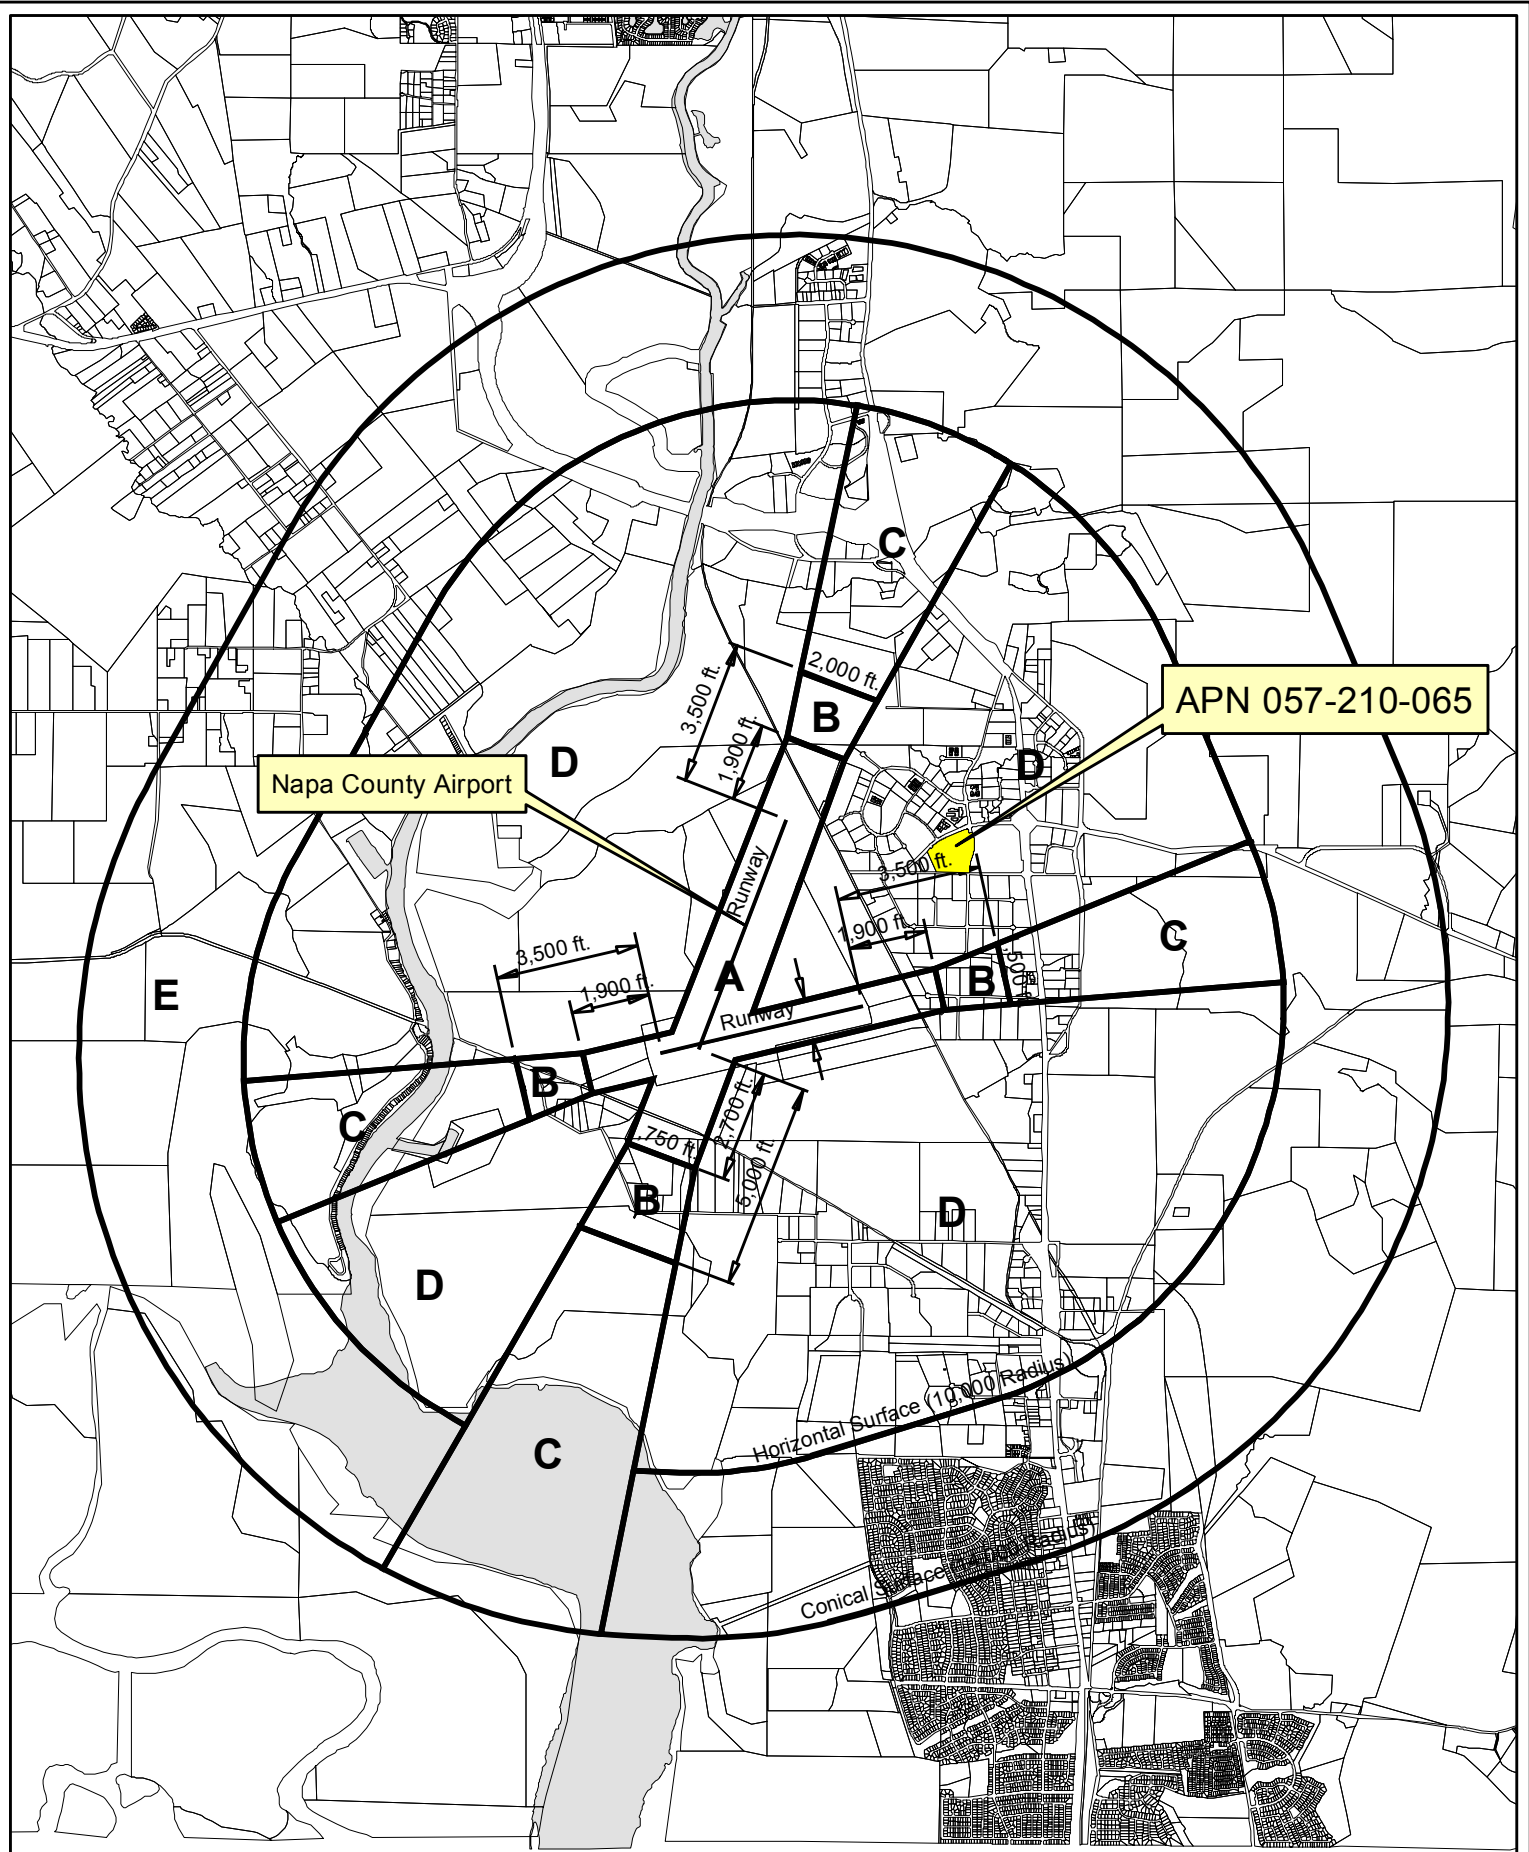 C
2,000 ft.
3,500 ft.
APN 057-210-065
B
1,900 ft.
D
D
Napa County Airport
Runway
3,500 ft.
1,900 ft.
C
3,500 ft.
A
B
E
1,900 ft.
Runway
B
2,700 ft.
C
,750 ft.
5,000 ft.
B
D
D
Horizontal Surface (10,000 Radius)
C
Conical Surface
Radius)